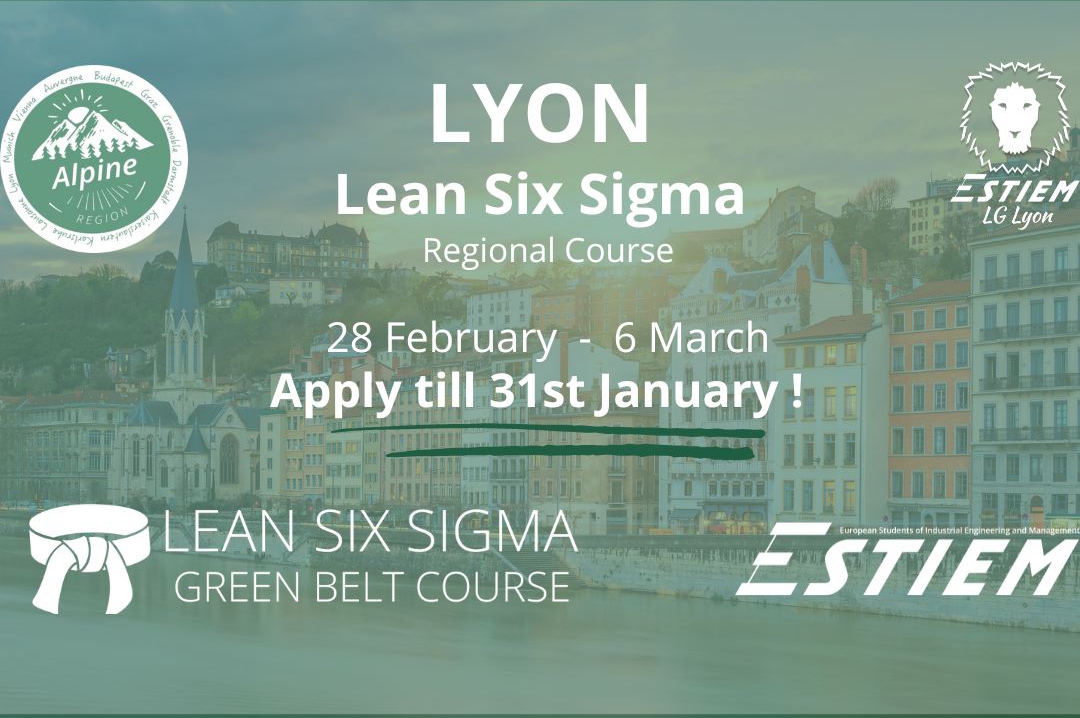 Lyon Munich Vienna Auvergne Budapest Graz Grenoble Darmstadt Kaiserslautern Karlsruhe Lausanne
Alpine
REGION
LYON
Lean Six Sigma
Regional Course
ESTIEM
LG Lyon
28 February - 6 March
Apply till 31st January !
LEAN SIX SIGMA
GREEN BELT COURSE
European Students of Industrial Engineering and Management
ESTIEM